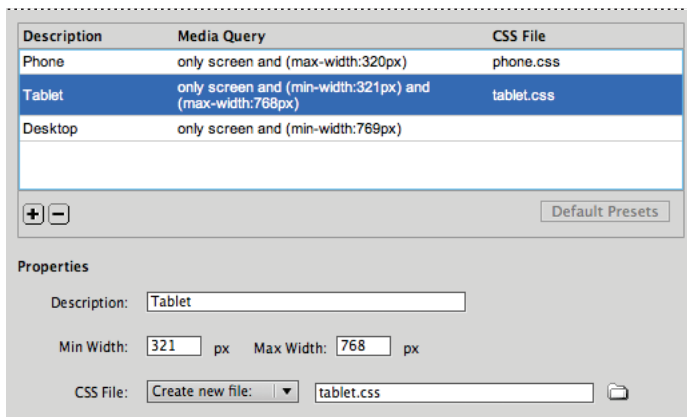 Description Media Query CSS File
Phone only screen and (max-width:320px) phone.css
Tablet only screen and (min-width:321px) and (max-width:768px) tablet.css
Desktop only screen and (min-width:769px)
Default Presets
Properties
Description: Tablet
Min Width: 321 px Max Width: 768 px
CSS File: Create new file: tablet.css